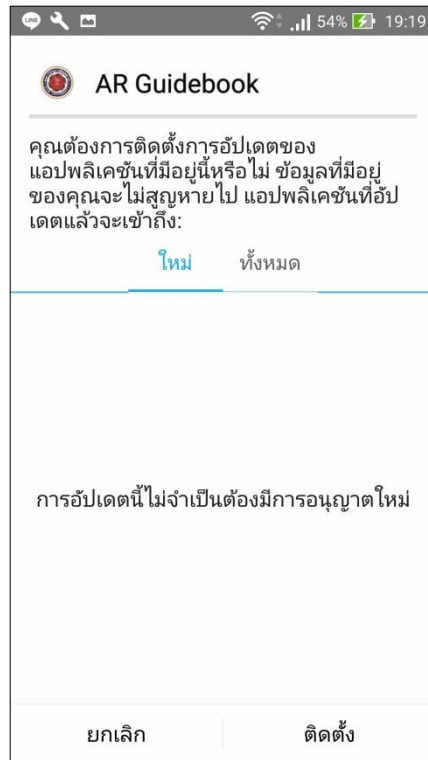 LINE 54% 19:19
AR Guidebook
คุณต้องการติดตั้งการอัปเดตของ
แอปพลิเคชันที่มีอยู่นี้หรือไม่ ข้อมูลที่มีอยู่
ของคุณจะไม่สูญหายไป แอปพลิเคชันที่อัป
เดตแล้วจะเข้าถึง:
ใหม่ ทั้งหมด
การอัปเดตนี้ไม่จำเป็นต้องมีการอนุญาตใหม่
ยกเลิก ติดตั้ง